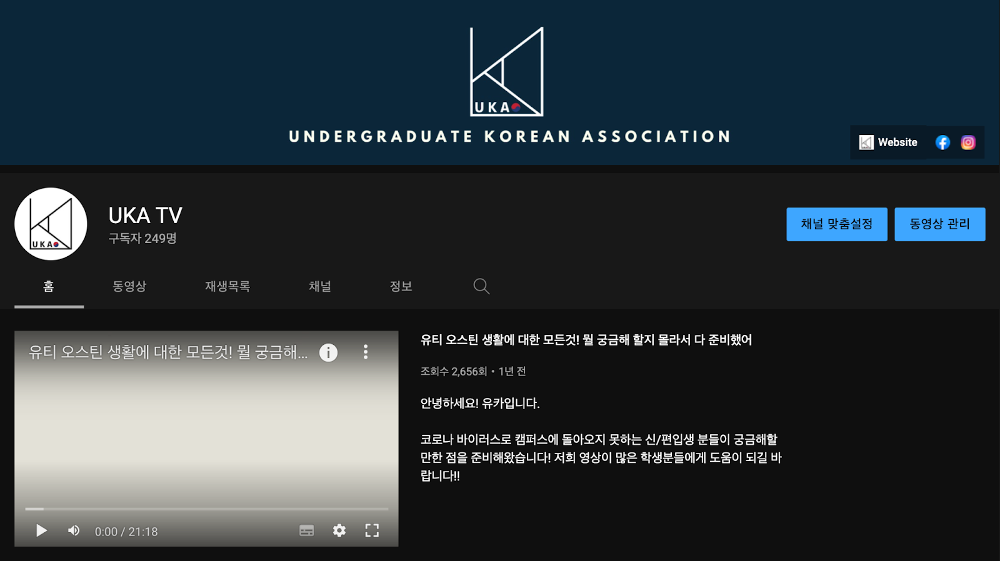 UKA
UNDERGRADUATE KOREAN ASSOCIATION
Website
UKA
UKA TV
구독자 249명
채널 맞춤설정
동영상 관리
홈
동영상
재생목록
채널
정보
유티 오스틴 생활에 대한 모든것! 뭘 궁금해...
유티 오스틴 생활에 대한 모든것! 뭘 궁금해 할지 몰라서 다 준비했어
조회수 2,656회 • 1년 전
안녕하세요! 유카입니다.
코로나 바이러스로 캠퍼스에 돌아오지 못하는 신/편입생 분들이 궁금해할
만한 점을 준비해왔습니다! 저희 영상이 많은 학생분들에게 도움이 되길 바
랍니다!!
0:00 / 21:18